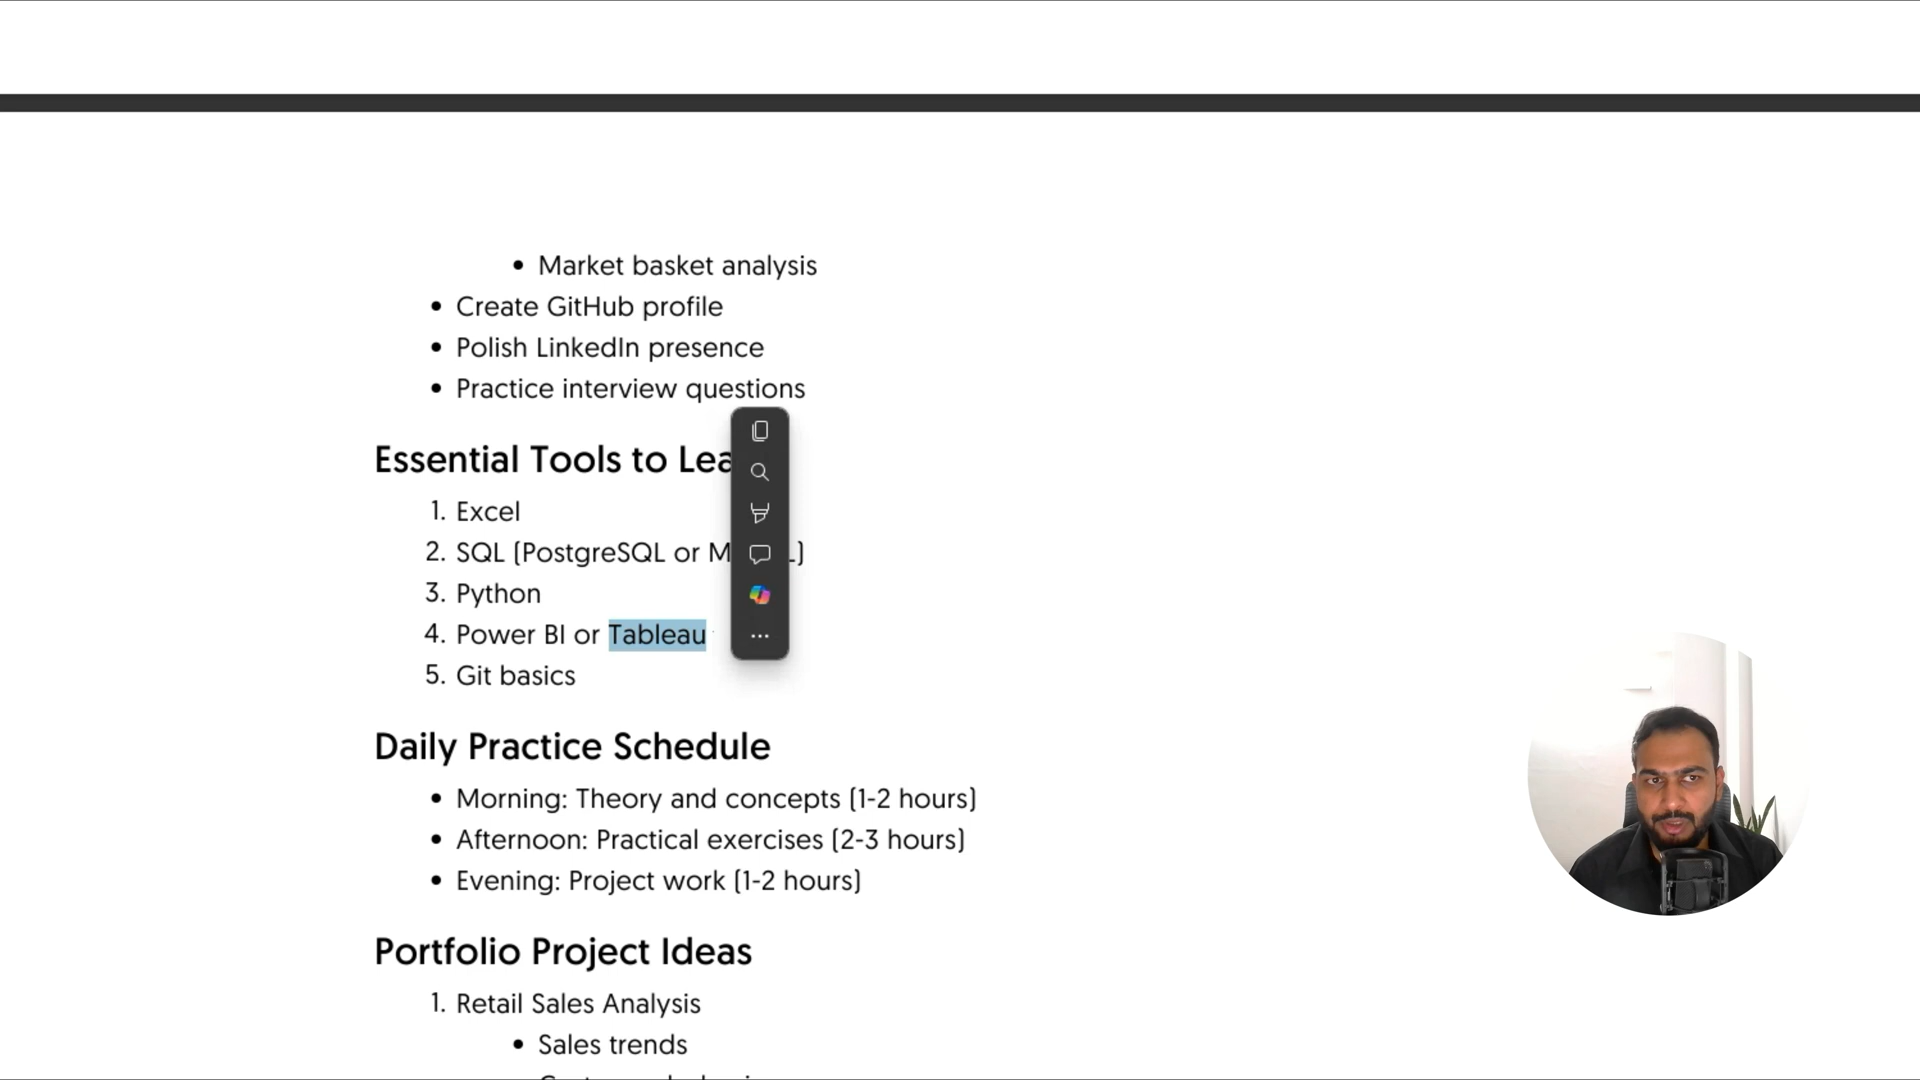 • Market basket analysis
• Create GitHub profile
• Polish LinkedIn presence
• Practice interview questions
Essential Tools to
1. Excel
2. SQL (PostgreSQL or
3. Python
4. Power BI or Tableau
5. Git basics
Daily Practice Schedule
• Morning: Theory and concepts (1-2 hours)
• Afternoon: Practical exercises (2-3 hours)
• Evening: Project work (1-2 hours)
Portfolio Project Ideas
1. Retail Sales Analysis
• Sales trends